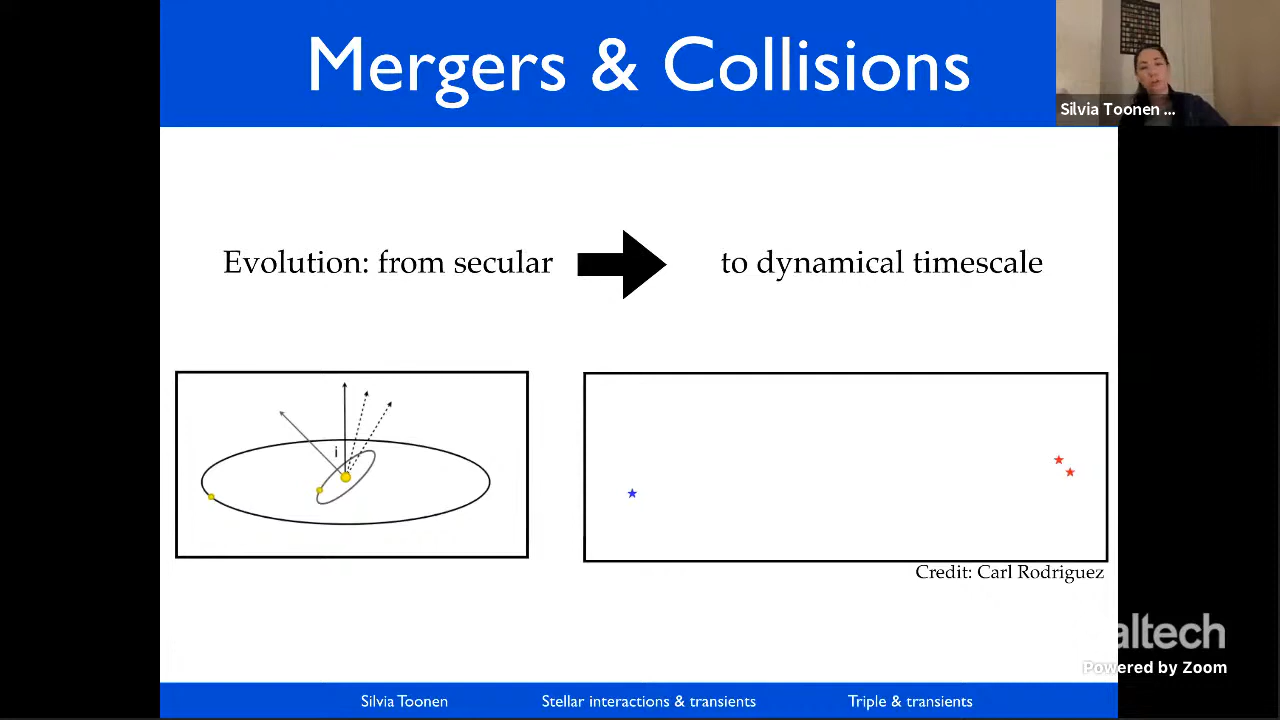 Mergers & Collisions
Silvia Toonen ...
Evolution: from secular
to dynamical timescale
i
Credit: Carl Rodriguez
altech
Powered by Zoom
Silvia Toonen
Stellar interactions & transients
Triple & transients